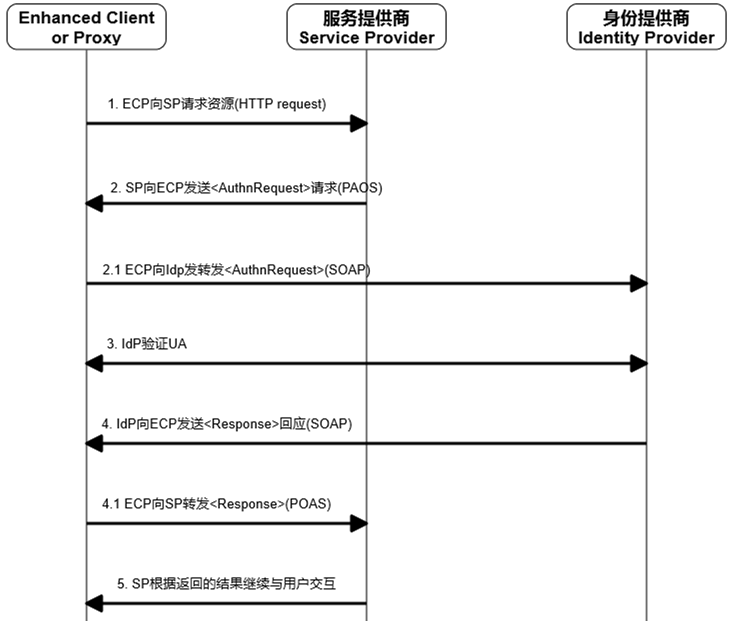 Enhanced Client
or Proxy
服务提供商
Service Provider
身份提供商
Identity Provider
1. ECP向SP请求资源(HTTP request)
2. SP向ECP发送<AuthnRequest>请求(PAOS)
2.1 ECP向Idp发转发<AuthnRequest>(SOAP)
3. IdP验证UA
4. IdP向ECP发送<Response>回应(SOAP)
4.1 ECP向SP转发<Response>(POAS)
5. SP根据返回的结果继续与用户交互